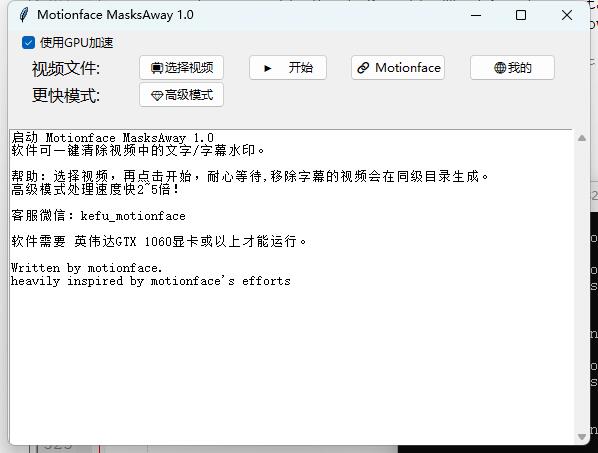 Motionface MasksAway 1.0
使用GPU加速
视频文件:
选择视频
开始
Motionface
我的
更快模式:
高级模式
启动 Motionface MasksAway 1.0
软件可一键清除视频中的文字/字幕水印。
帮助: 选择视频，再点击开始，耐心等待,移除字幕的视频会在同级目录生成。
高级模式处理速度快2~5倍!
客服微信: kefu_motionface
软件需要 英伟达GTX 1060显卡或以上才能运行。
Written by motionface.
heavily inspired by motionface's efforts